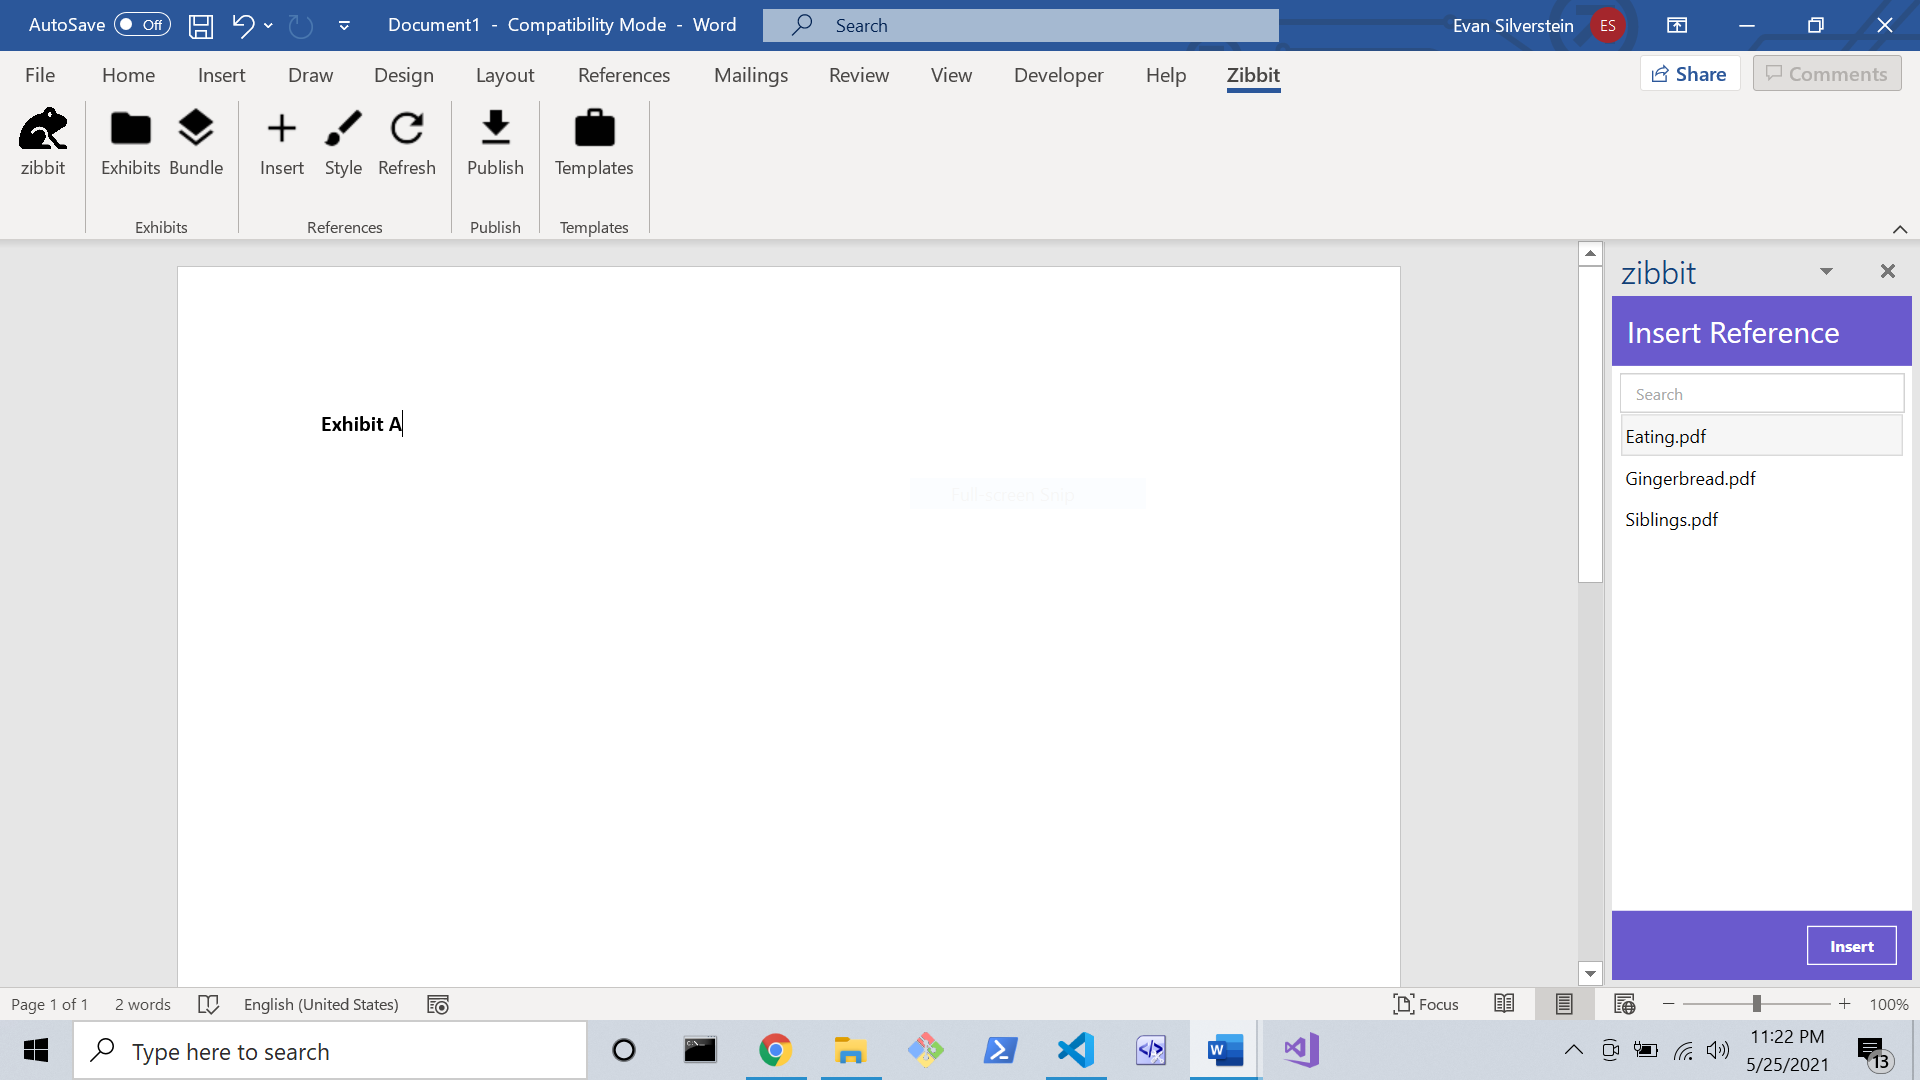 AutoSave Off Document1 - Compatibility Mode - Word Search Evan Silverstein ES
File Home Insert Draw Design Layout References Mailings Review View Developer Help Zibbit Share Comments
zibbit Exhibits Bundle Insert Style Refresh Publish Templates
Exhibits References Publish Templates
zibbit
Insert Reference
Search
Exhibit A
Eating.pdf
Gingerbread.pdf
Full-screen Snip
Siblings.pdf
Insert
Page 1 of 1 2 words English (United States) Focus 100%
Type here to search
11:22 PM
5/25/2021
13